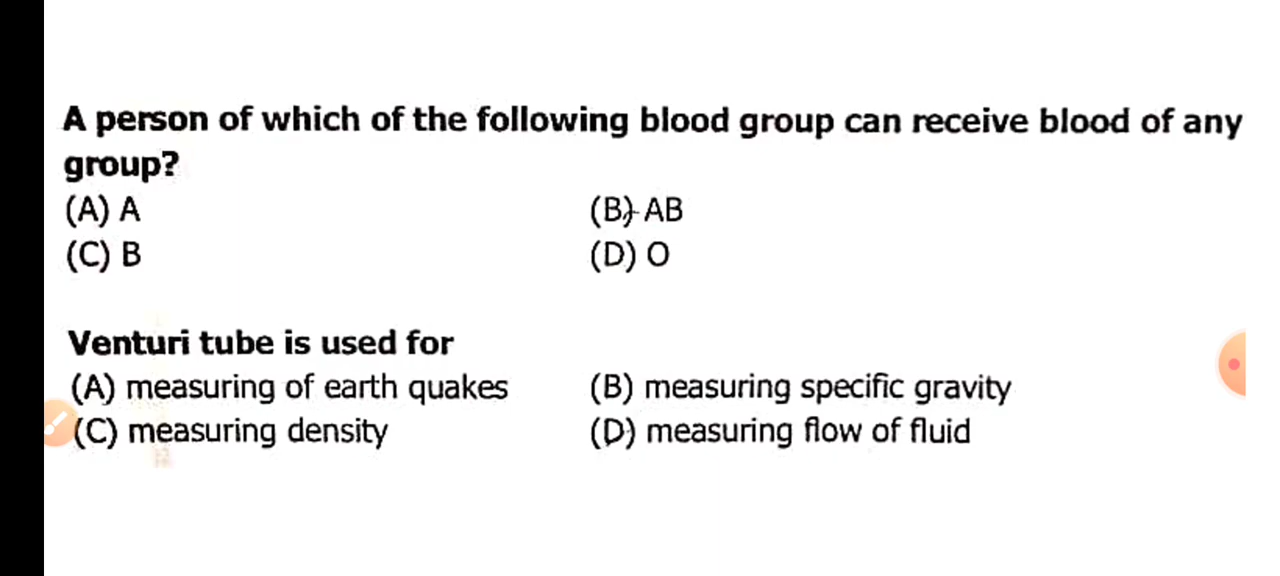 A person of which of the following blood group can receive blood of any
group?
(A) A (B) AB
(C) B (D) O
Venturi tube is used for
(A) measuring of earth quakes (B) measuring specific gravity
(C) measuring density (D) measuring flow of fluid